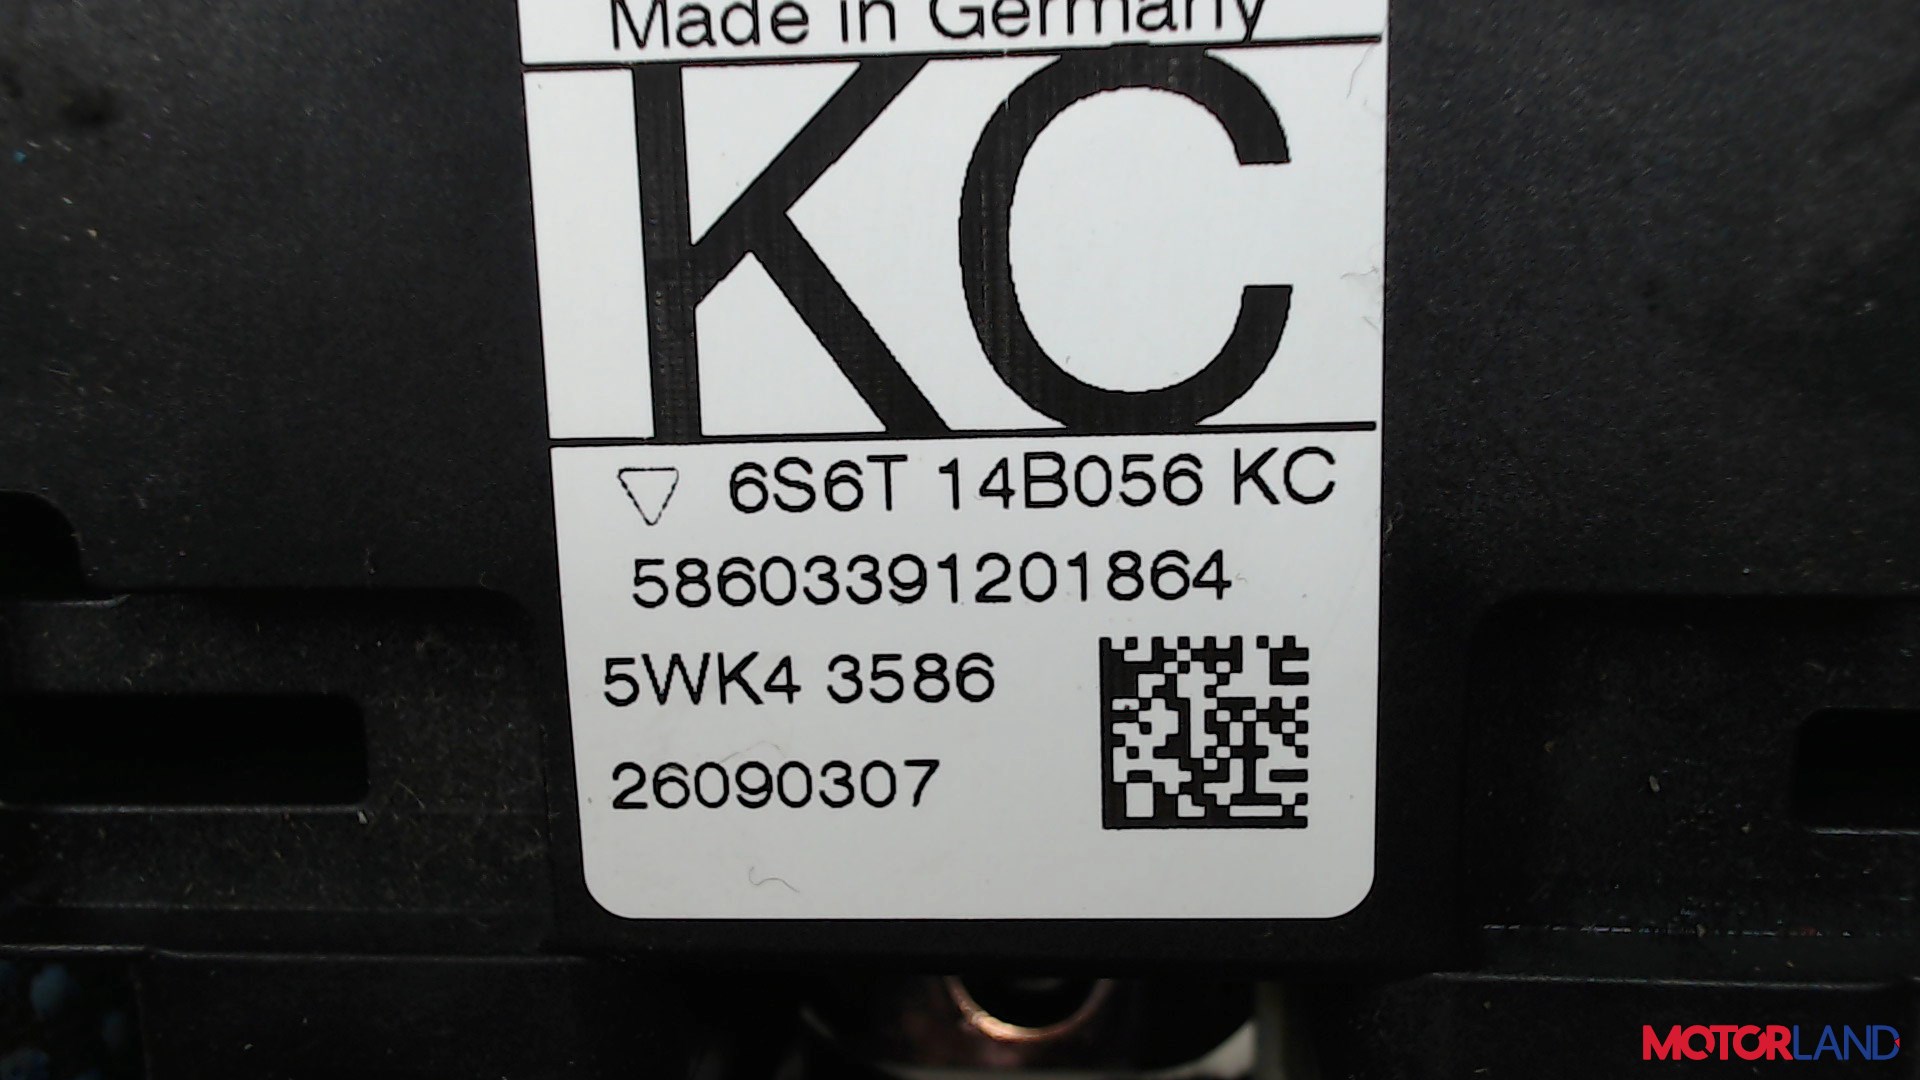 Made in Germany
KC
6S6T 14B056 KC
58603391201864
5WK4 3586
26090307
MOTORLAND